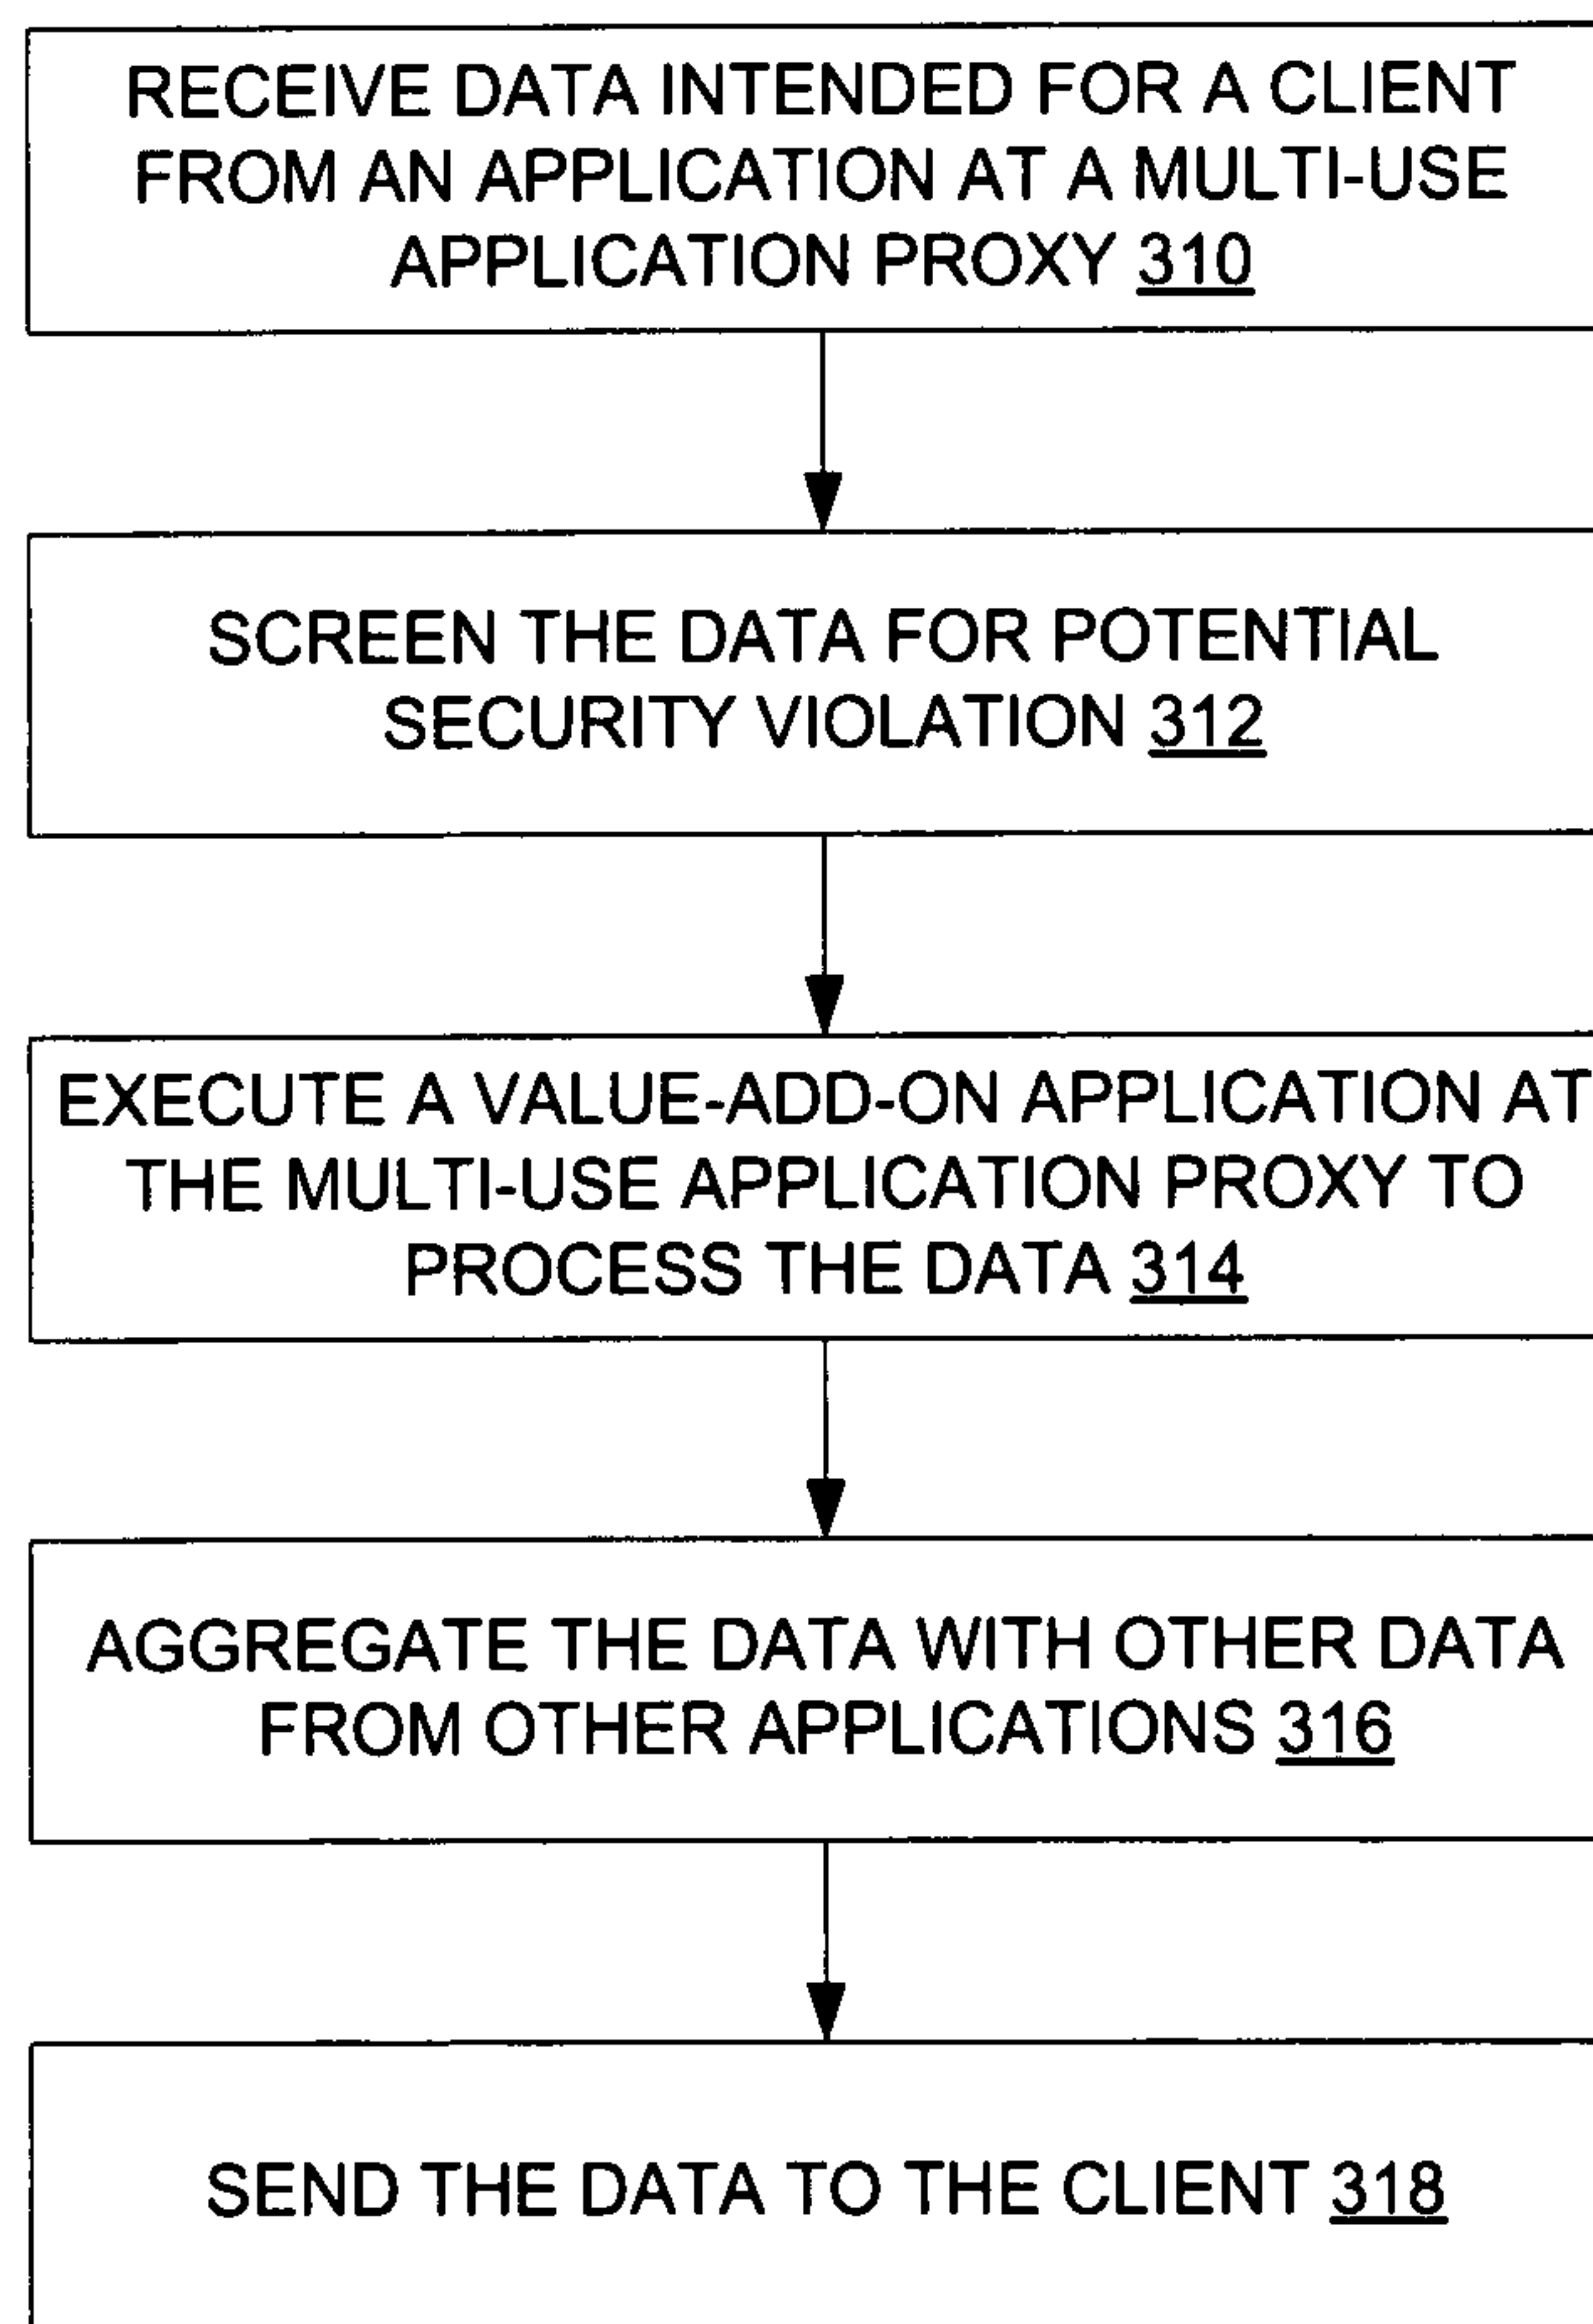 RECEIVE DATA INTENDED FOR A CLIENT
FROM AN APPLICATION AT A MULTI-USE
APPLICATION PROXY 310
SCREEN THE DATA FOR POTENTIAL
SECURITY VIOLATION 312
EXECUTE A VALUE-ADD-ON APPLICATION AT
THE MULTI-USE APPLICATION PROXY TO
PROCESS THE DATA 314
AGGREGATE THE DATA WITH OTHER DATA
FROM OTHER APPLICATIONS 316
SEND THE DATA TO THE CLIENT 318